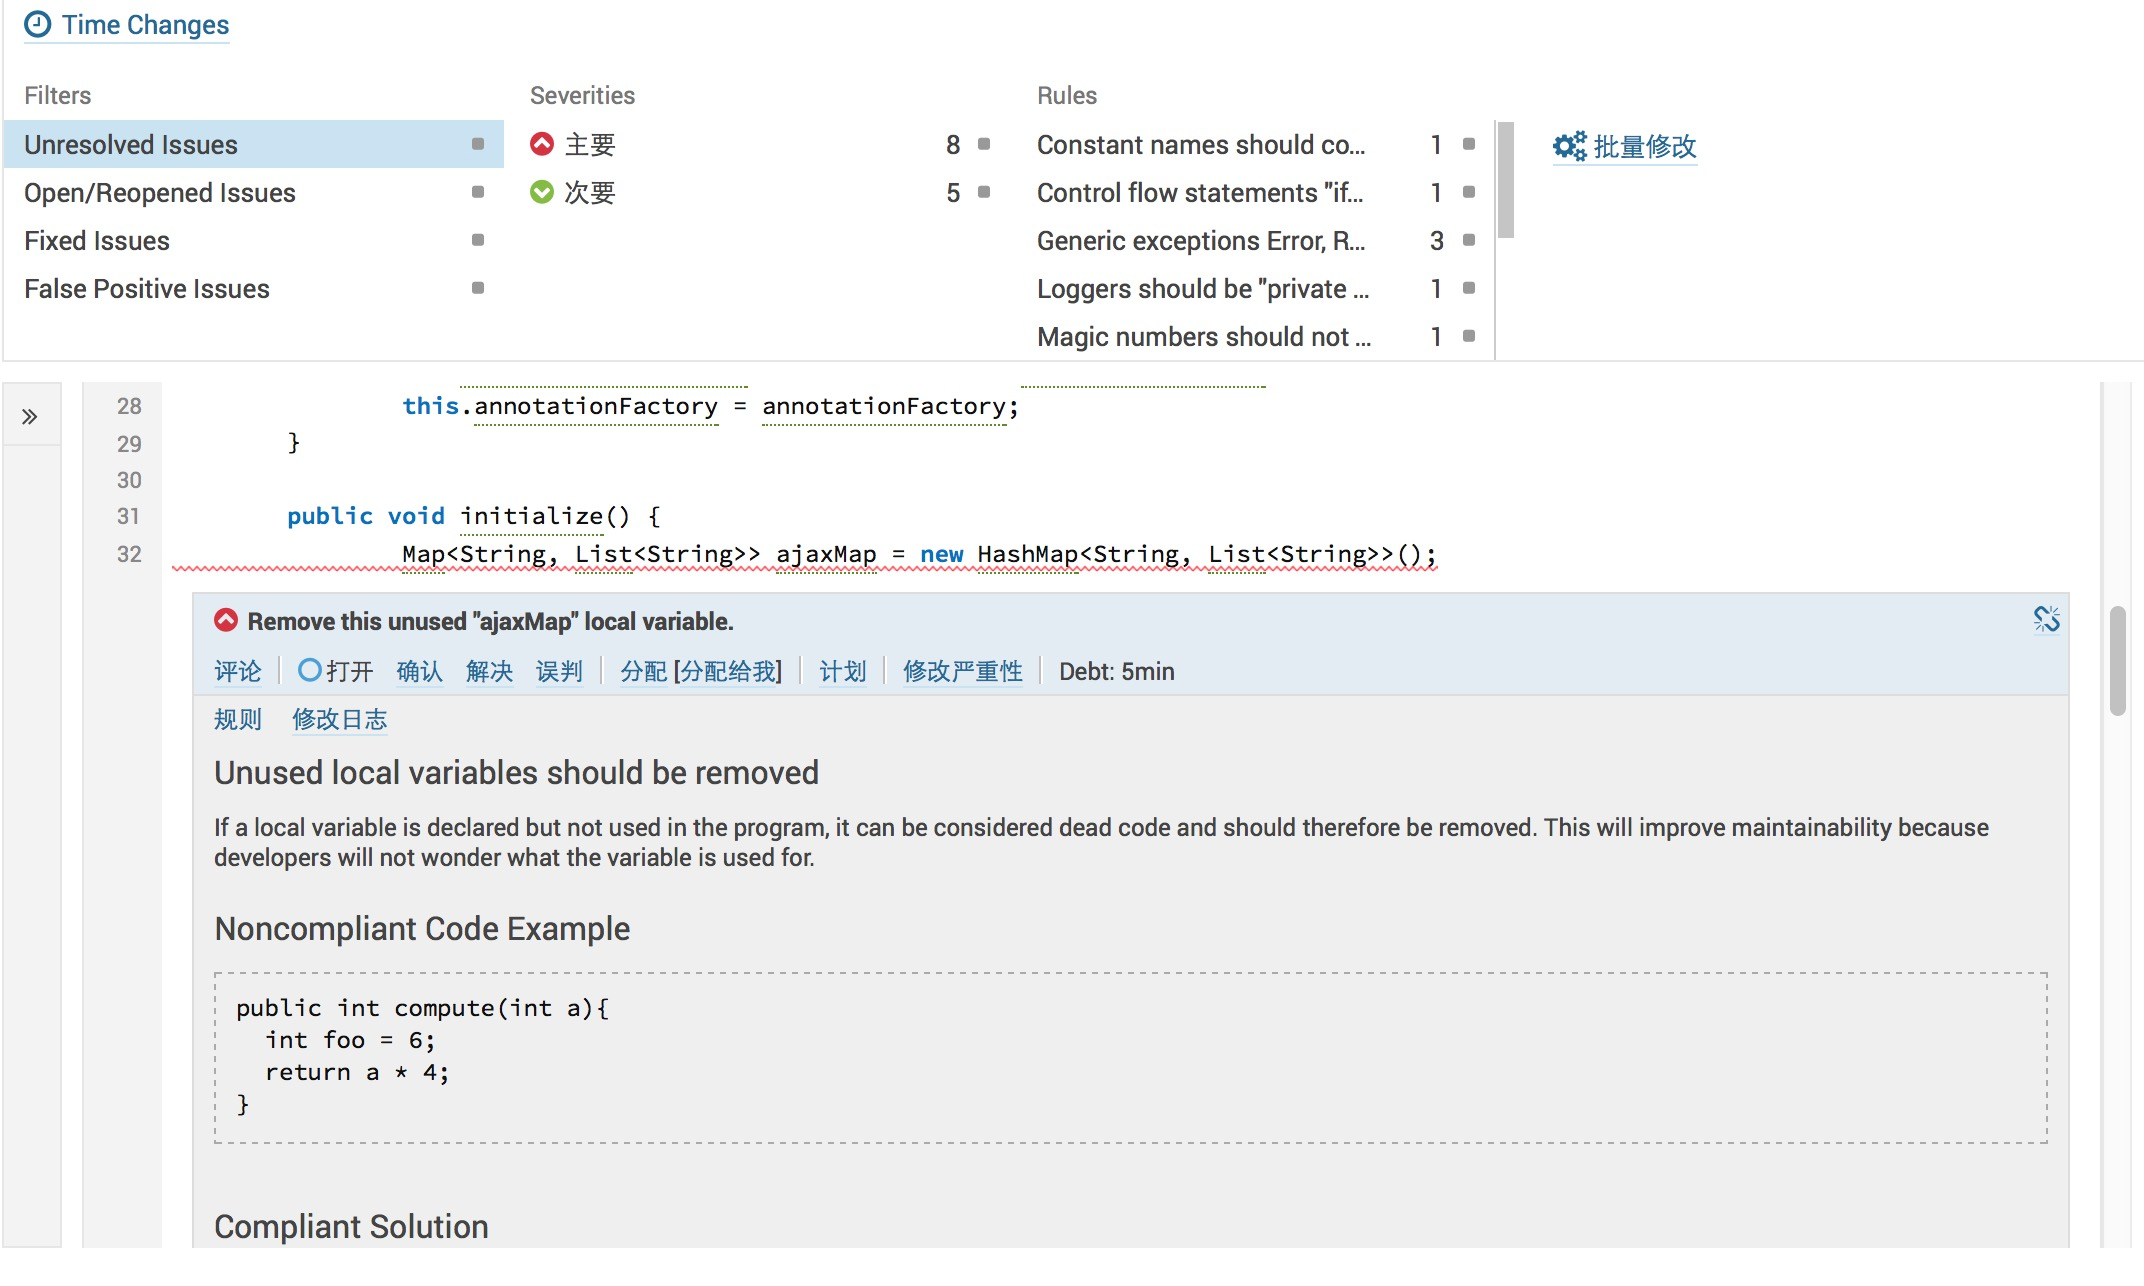 Time Changes
Filters
Unresolved Issues
Open/Reopened Issues
Fixed Issues
False Positive Issues
Severities
主要 8
次要 5
Rules
Constant names should co... 1
Control flow statements "if... 1
Generic exceptions Error, R... 3
Loggers should be "private ... 1
Magic numbers should not ... 1
批量修改
28 this.annotationFactory = annotationFactory;
29 }
30
31 public void initialize() {
32 Map<String, List<String>> ajaxMap = new HashMap<String, List<String>>();
Remove this unused "ajaxMap" local variable.
评论 打开 确认 解决 误判 分配 [分配给我] 计划 修改严重性 Debt: 5min
规则 修改日志
Unused local variables should be removed
If a local variable is declared but not used in the program, it can be considered dead code and should therefore be removed. This will improve maintainability because
developers will not wonder what the variable is used for.
Noncompliant Code Example
public int compute(int a){
int foo = 6;
return a * 4;
}
Compliant Solution